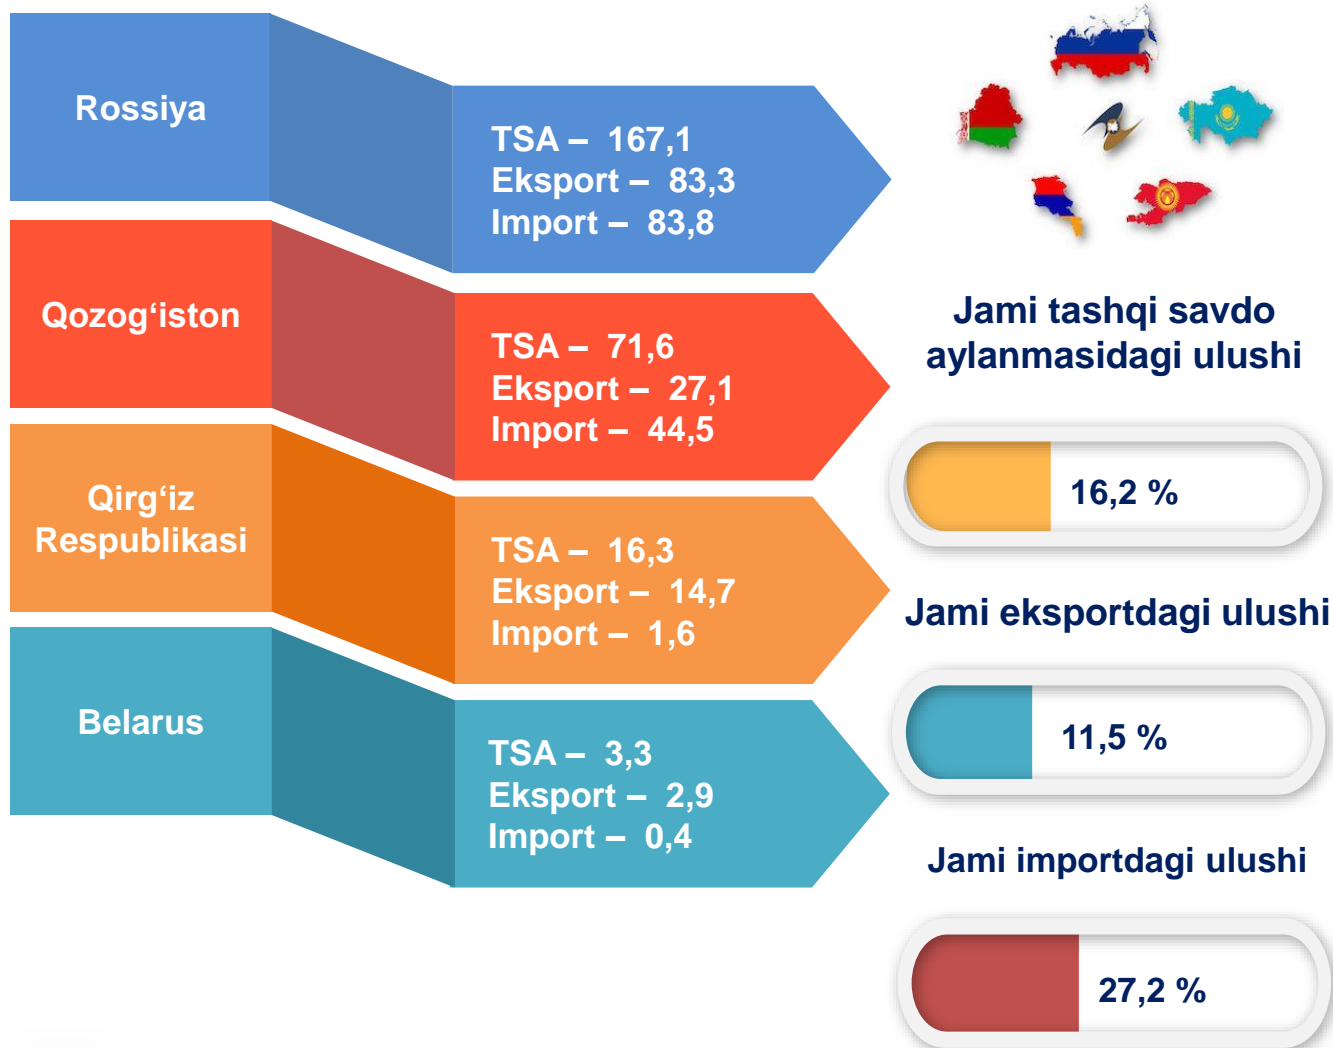 Rossiya
TSA – 167,1
Eksport – 83,3
Import – 83,8
Qozog‘iston
TSA – 71,6
Eksport – 27,1
Import – 44,5
Qirg‘iz
Respublikasi
TSA – 16,3
Eksport – 14,7
Import – 1,6
Belarus
TSA – 3,3
Eksport – 2,9
Import – 0,4
Jami tashqi savdo
aylanmasidagi ulushi
16,2 %
Jami eksportdagi ulushi
11,5 %
Jami importdagi ulushi
27,2 %